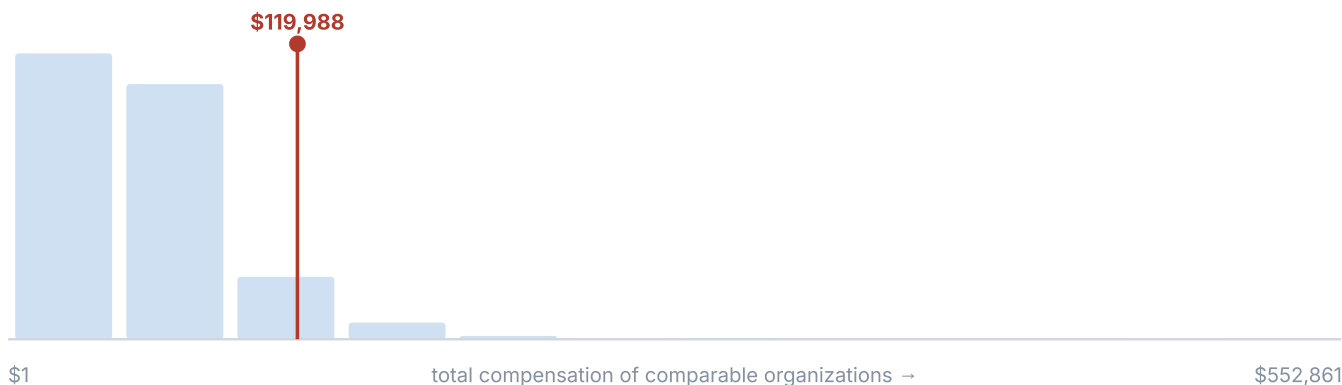 $119,988
$1
total compensation of comparable organizations →
$552,861